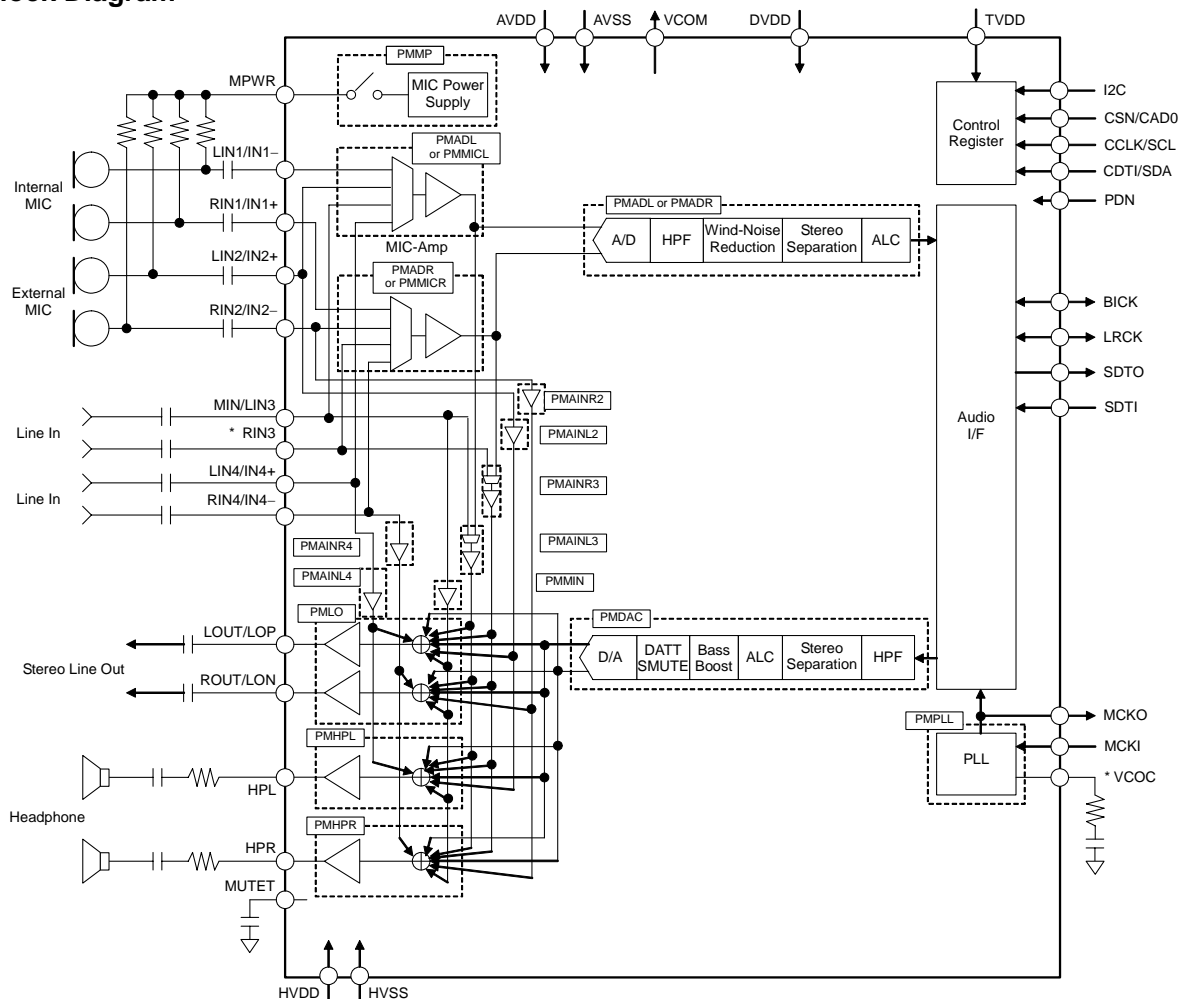 AVDD AVSS VCOM DVDD TVDD
PMMP
MPWR
MIC Power
Supply
I2C
CSN/CAD0
Control
Register
CCLK/SCL
CDTI/SDA
PDN
PMADL
or PMMICL
LIN1/IN1−
Internal
MIC
RIN1/IN1+
MIC-Amp
PMADL or PMADR
A/D HPF Wind-Noise
Reduction Stereo
Separation ALC
LIN2/IN2+
PMADR
or PMMICR
External
MIC
RIN2/IN2−
BICK
LRCK
SDTO
SDTI
Audio
I/F
MIN/LIN3
PMAINR2
Line In
* RIN3
PMAINL2
LIN4/IN4+
PMAINR3
Line In
RIN4/IN4−
PMAINR4
PMAINL3
PMAINL4
PMMIN
PMLO
PMDAC
LOUT/LOP
D/A DATT
SMUTE Bass
Boost ALC Stereo
Separation HPF
Stereo Line Out
ROUT/LON
MCKO
PMPLL
PMHPL
MCKI
PLL
* VCOC
HPL
Headphone
PMHPR
HPR
MUTET
HVDD HVSS